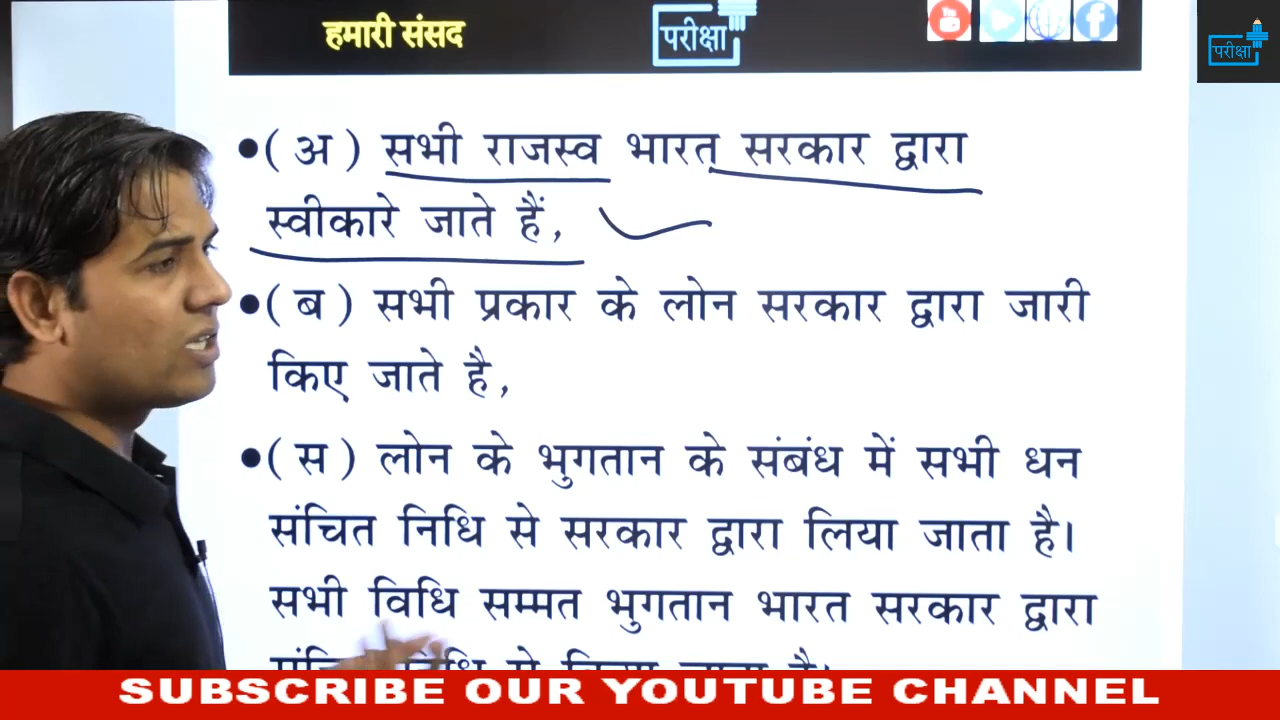 हमारी संसद
परीक्षा
परीक्षा
•( अ ) सभी राजस्व भारत सरकार द्वारा
स्वीकारे जाते हैं,
•( ब ) सभी प्रकार के लोन सरकार द्वारा जारी
किए जाते है,
•( स ) लोन के भुगतान के संबंध में सभी धन
संचित निधि से सरकार द्वारा लिया जाता है।
सभी विधि सम्मत भुगतान भारत सरकार द्वारा
SUBSCRIBE OUR YOUTUBE CHANNEL